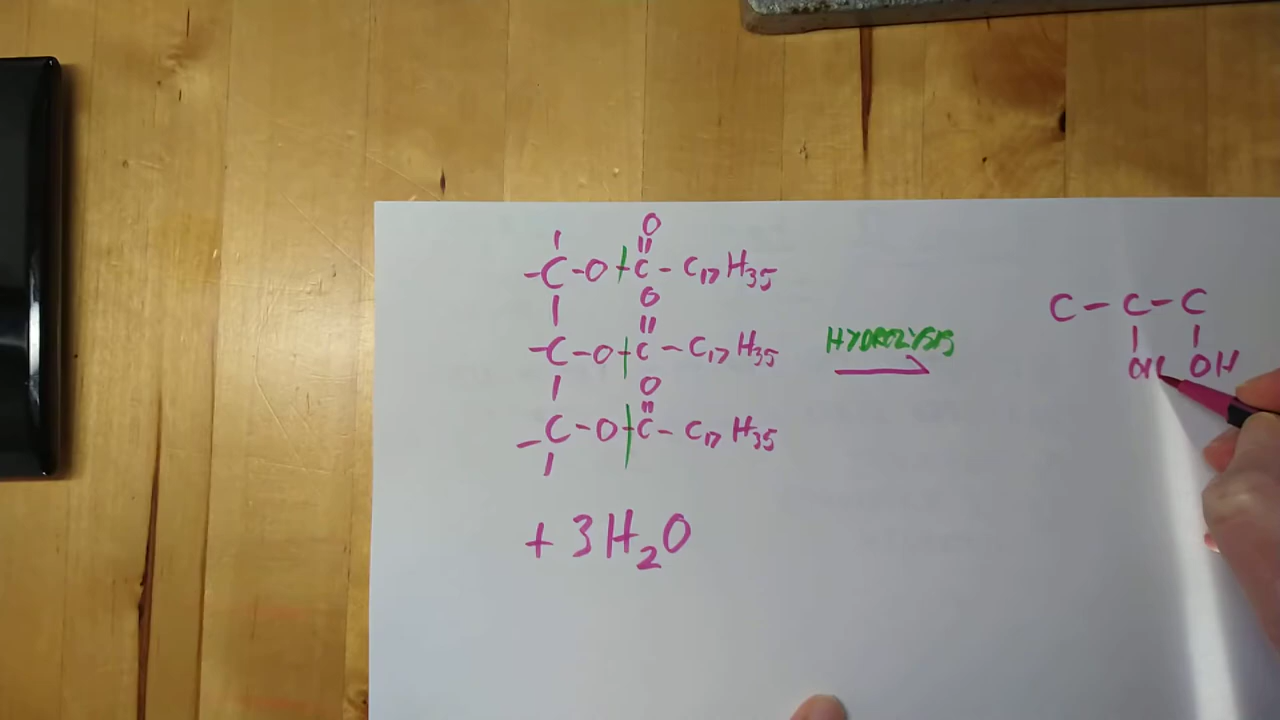 O
-C-O-C-C17H35
O
-C-O-C-C17H35
O
-C-O-C-C17H35
+ 3H2O
HYDROLYSIS
C-C-C
OH OH